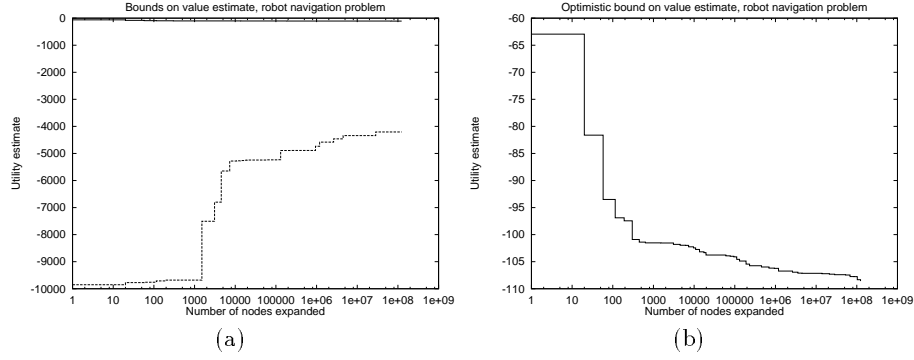 Bounds on value estimate, robot navigation problem
0
-1000
-2000
-3000
-4000
-5000
-6000
-7000
-8000
-9000
-10000
Utility estimate
1 10 100 1000 10000 100000 1e+06 1e+07 1e+08 1e+09
Number of nodes expanded
(a)
Optimistic bound on value estimate, robot navigation problem
-60
-65
-70
-75
-80
-85
-90
-95
-100
-105
-110
Utility estimate
1 10 100 1000 10000 100000 1e+06 1e+07 1e+08 1e+09
Number of nodes expanded
(b)